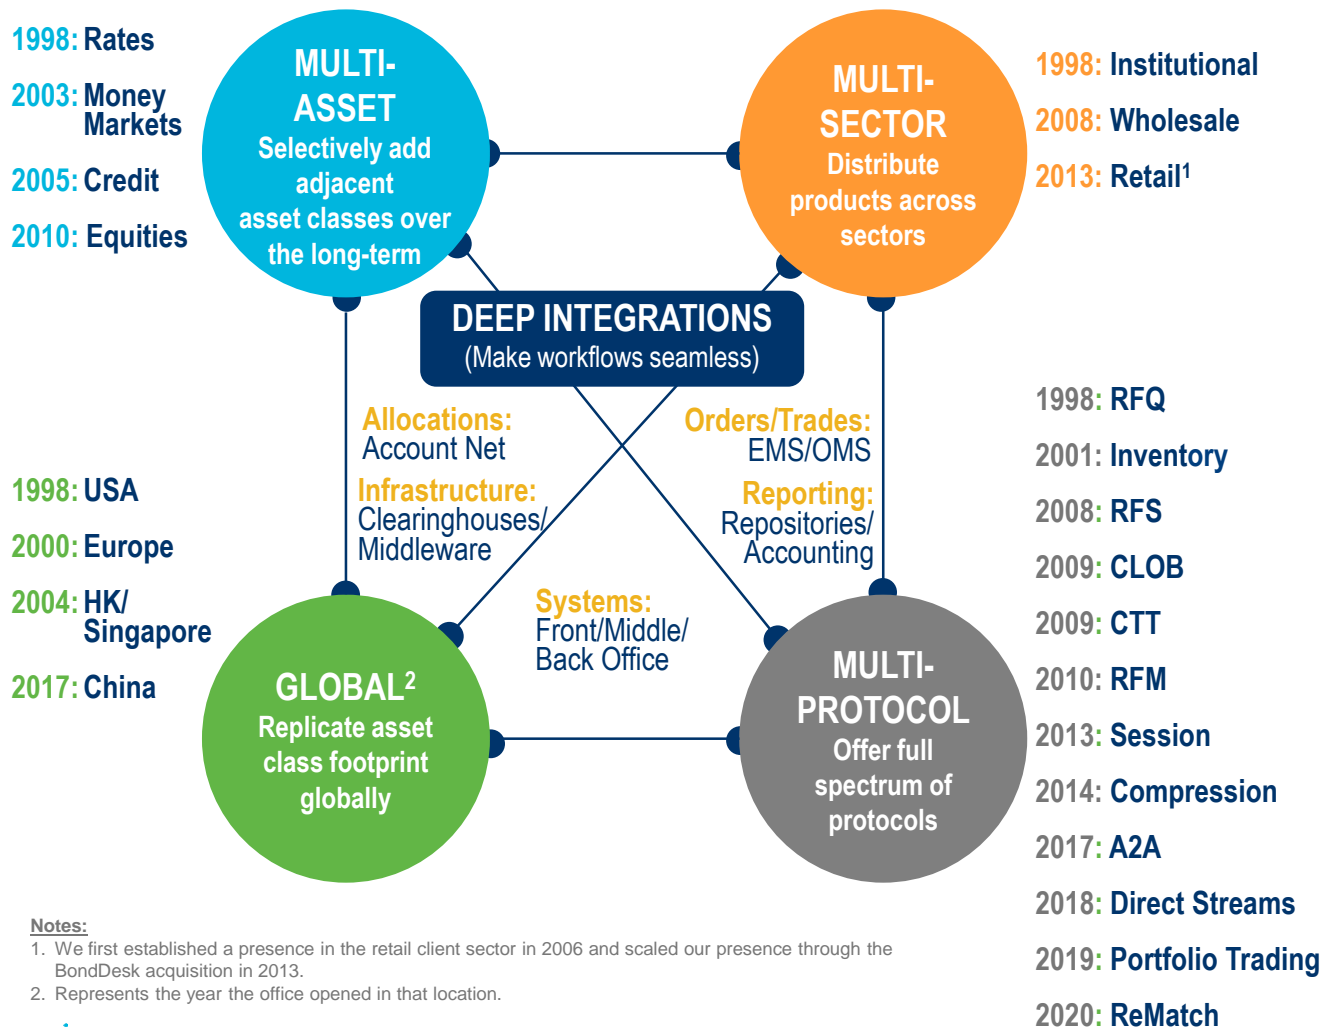 1998: Rates
2003: Money
Markets
2005: Credit
2010: Equities
MULTI-
ASSET
Selectively add
adjacent
asset classes over
the long-term
MULTI-
SECTOR
Distribute
products across
sectors
1998: Institutional
2008: Wholesale
2013: Retail¹
DEEP INTEGRATIONS
(Make workflows seamless)
Allocations:
Account Net
Infrastructure:
Clearinghouses/
Middleware
Orders/Trades:
EMS/OMS
Reporting:
Repositories/
Accounting
Systems:
Front/Middle/
Back Office
1998: USA
2000: Europe
2004: HK/
Singapore
2017: China
GLOBAL²
Replicate asset
class footprint
globally
MULTI-
PROTOCOL
Offer full
spectrum of
protocols
1998: RFQ
2001: Inventory
2008: RFS
2009: CLOB
2009: CTT
2010: RFM
2013: Session
2014: Compression
2017: A2A
2018: Direct Streams
2019: Portfolio Trading
2020: ReMatch
Notes:
1. We first established a presence in the retail client sector in 2006 and scaled our presence through the
BondDesk acquisition in 2013.
2. Represents the year the office opened in that location.